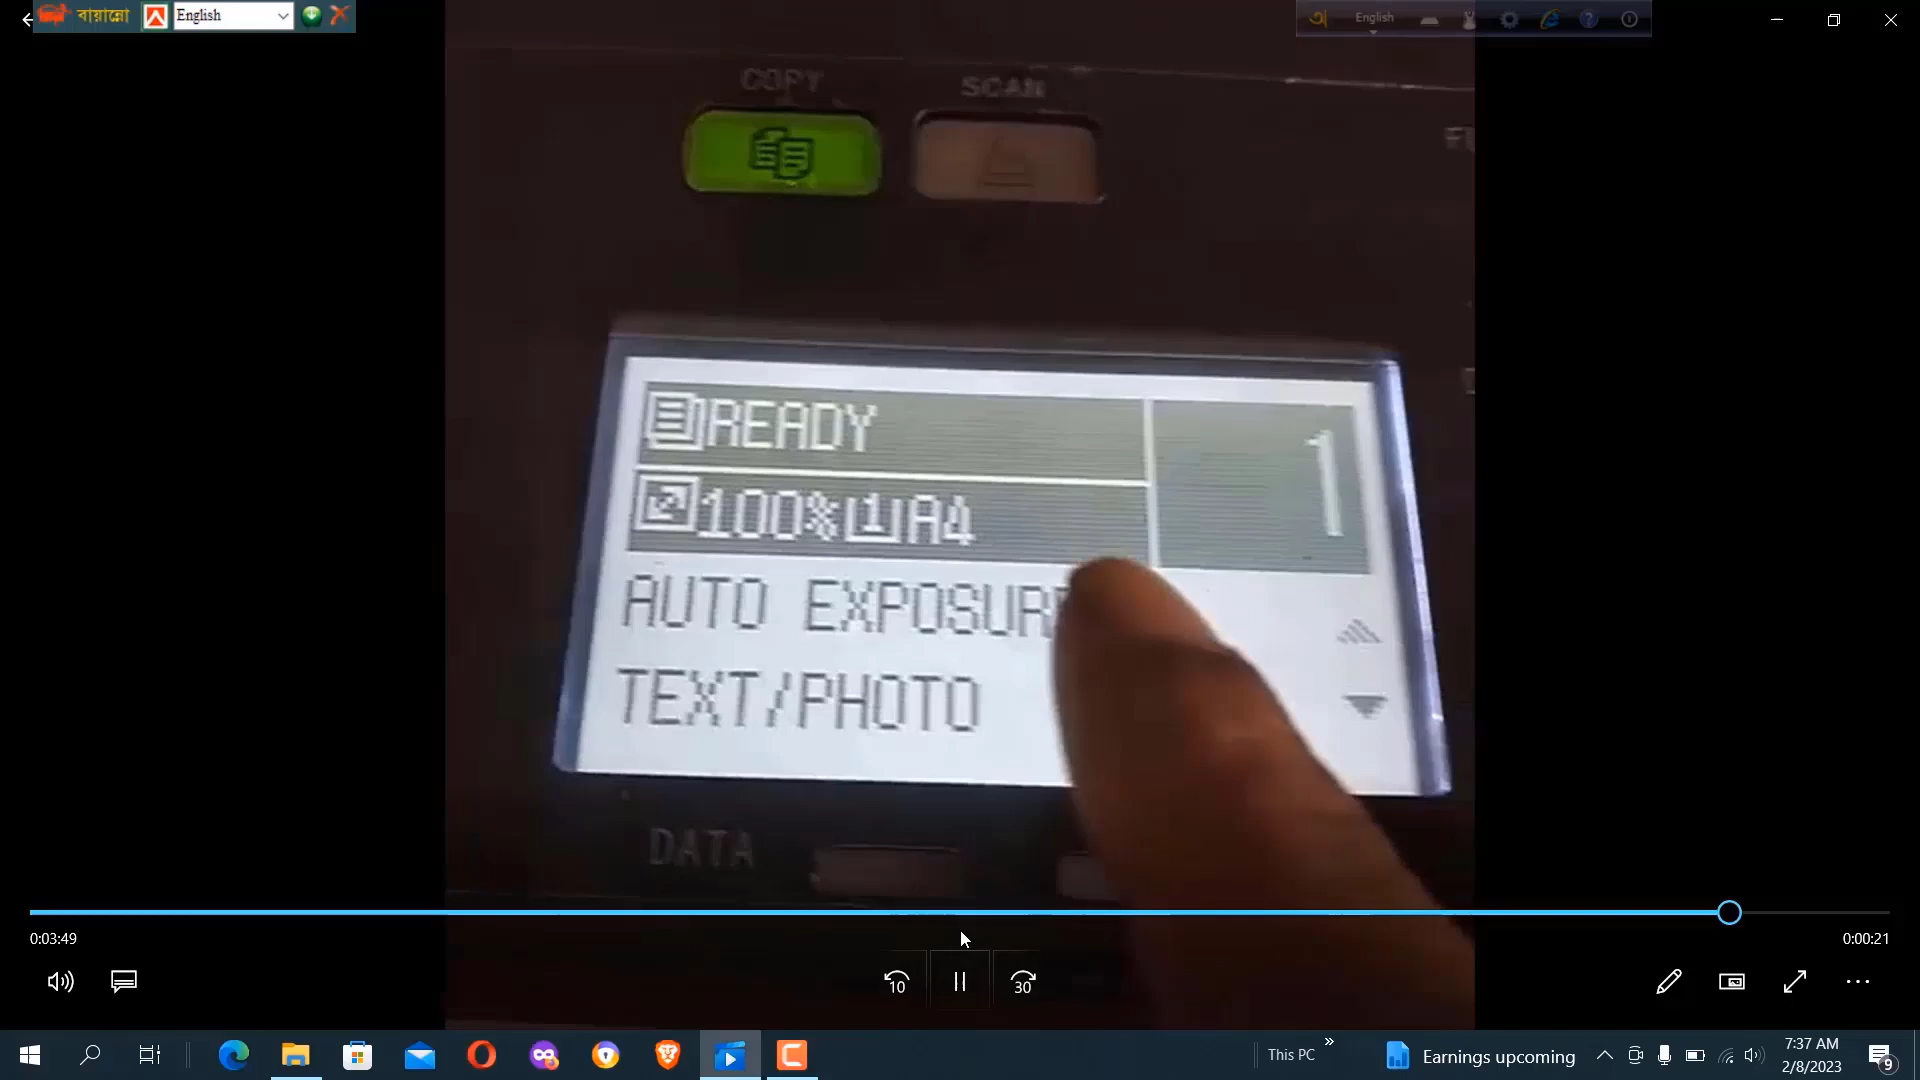 বায়ান্নো
English
অ
English
COPY
SCAN
READY
1
100% 1 A4
AUTO EXPOSUR
TEXT/PHOTO
DATA
0:03:49
0:00:21
10
30
This PC
»
Earnings upcoming
7:37 AM
2/8/2023
9